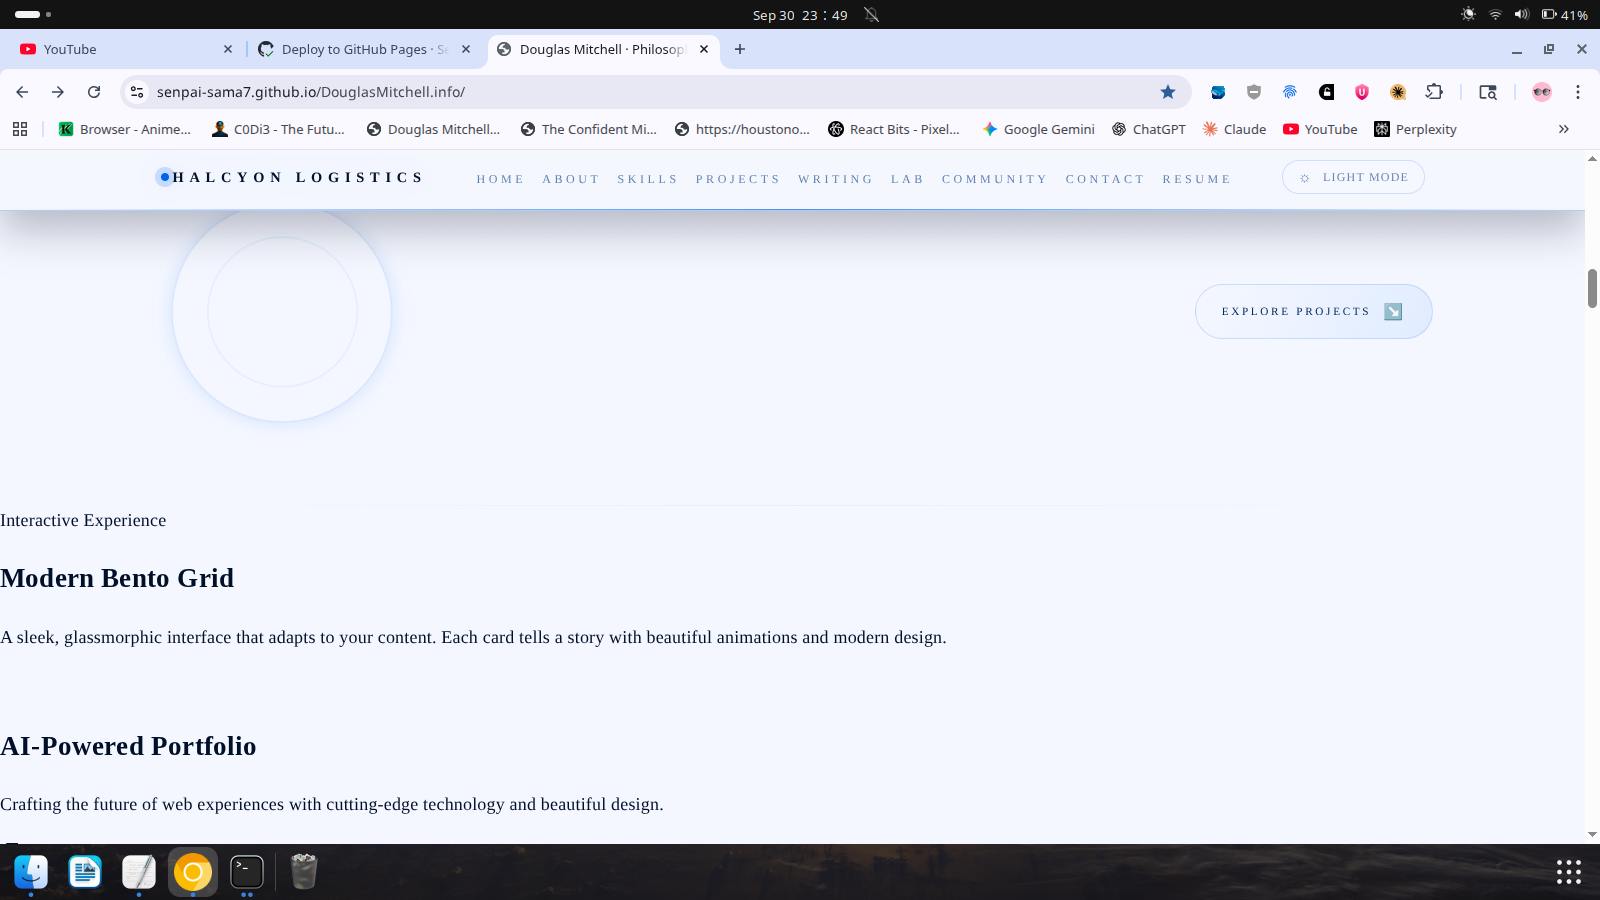 Sep 30 23 : 49
41%
YouTube
Deploy to GitHub Pages · Se
Douglas Mitchell · Philosop
senpai-sama7.github.io/DouglasMitchell.info/
Browser - Anime...
C0Di3 - The Futu...
Douglas Mitchell...
The Confident Mi...
https://houstono...
React Bits - Pixel...
Google Gemini
ChatGPT
Claude
YouTube
Perplexity
HALCYON LOGISTICS
HOME
ABOUT
SKILLS
PROJECTS
WRITING
LAB
COMMUNITY
CONTACT
RESUME
LIGHT MODE
EXPLORE PROJECTS
Interactive Experience
Modern Bento Grid
A sleek, glassmorphic interface that adapts to your content. Each card tells a story with beautiful animations and modern design.
AI-Powered Portfolio
Crafting the future of web experiences with cutting-edge technology and beautiful design.